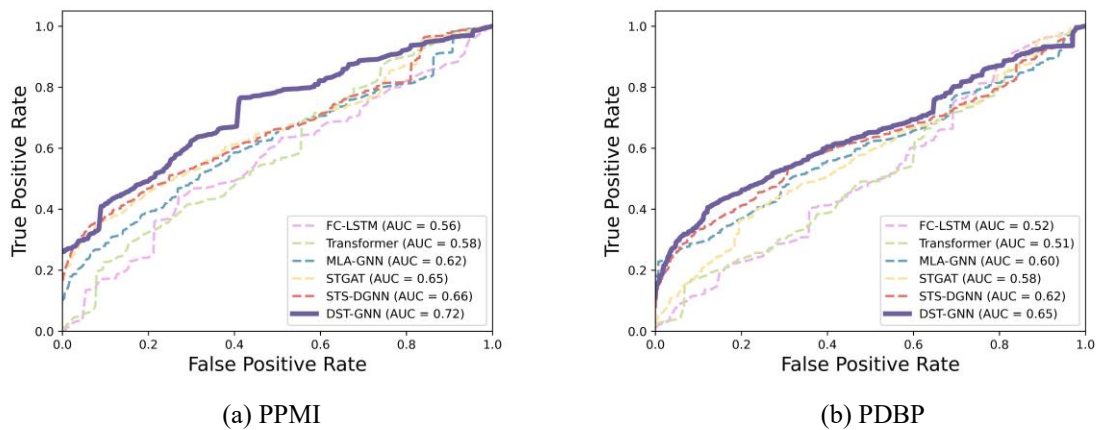 1.0
0.8
0.6
0.4
0.2
0.0
True Positive Rate
FC-LSTM (AUC = 0.56)
Transformer (AUC = 0.58)
MLA-GNN (AUC = 0.62)
STGAT (AUC = 0.65)
STS-DGNN (AUC = 0.66)
DST-GNN (AUC = 0.72)
0.0 0.2 0.4 0.6 0.8 1.0
False Positive Rate
(a) PPMI
1.0
0.8
0.6
0.4
0.2
0.0
True Positive Rate
FC-LSTM (AUC = 0.52)
Transformer (AUC = 0.51)
MLA-GNN (AUC = 0.60)
STGAT (AUC = 0.58)
STS-DGNN (AUC = 0.62)
DST-GNN (AUC = 0.65)
0.0 0.2 0.4 0.6 0.8 1.0
False Positive Rate
(b) PDBP